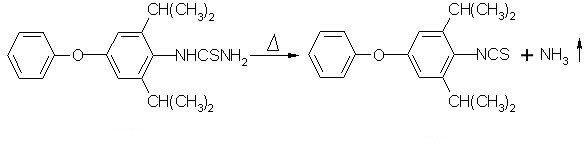 CH(CH₃)₂ CH(CH₃)₂
O NHCSNH₂ Δ O NCS + NH₃ ↑
CH(CH₃)₂ CH(CH₃)₂